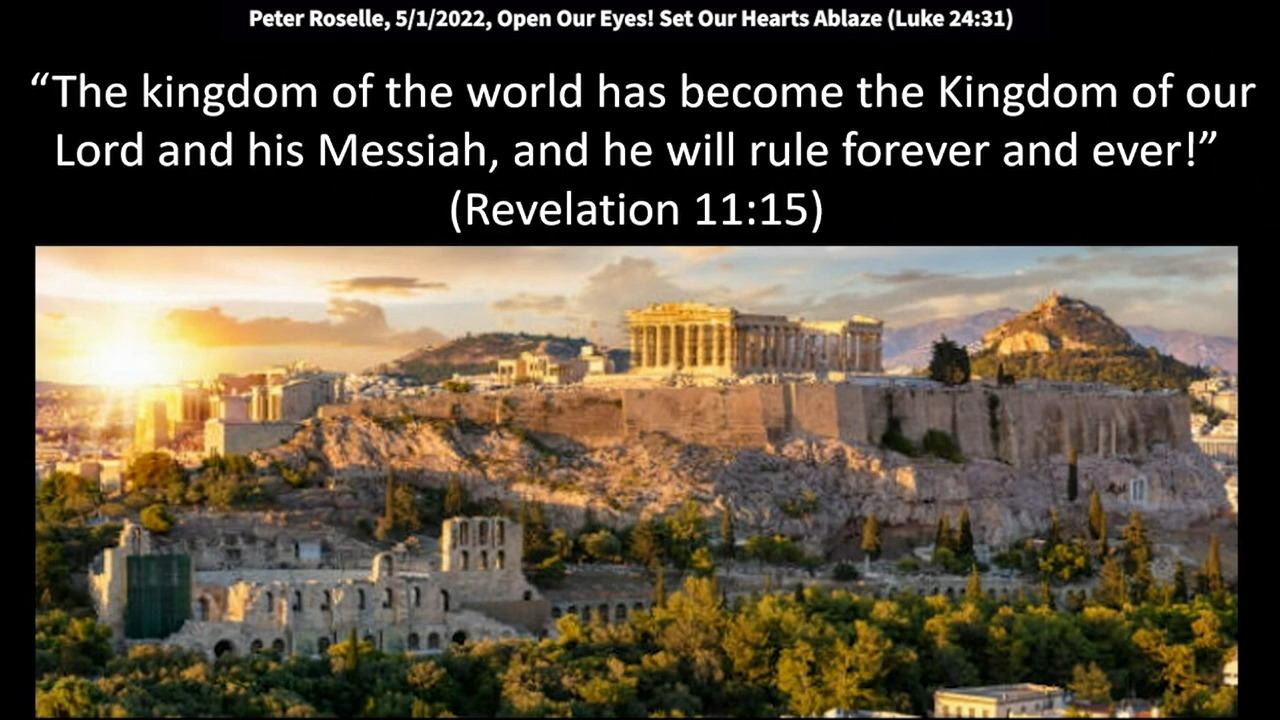 Peter Roselle, 5/1/2022, Open Our Eyes! Set Our Hearts Ablaze (Luke 24:31)
“The kingdom of the world has become the Kingdom of our
Lord and his Messiah, and he will rule forever and ever!”
(Revelation 11:15)